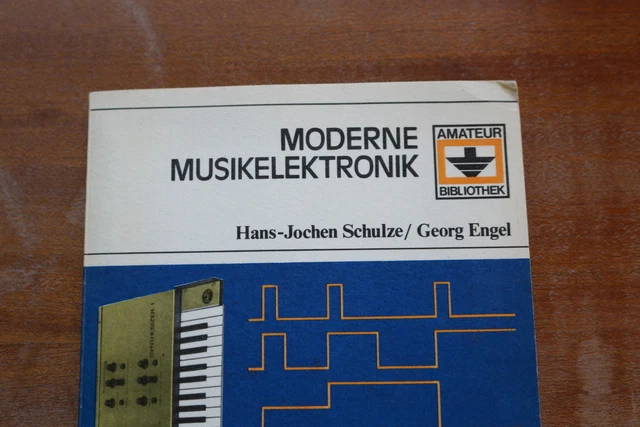 MODERNE
MUSIKELEKTRONIK
AMATEUR
BIBLIOTHEK
Hans-Jochen Schulze/ Georg Engel